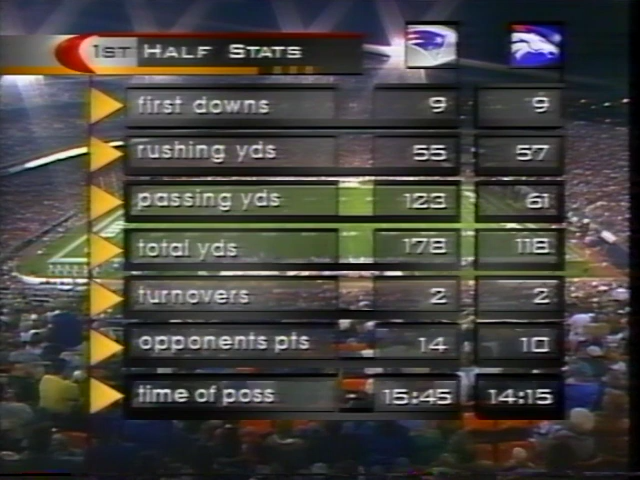 1ST HALF STATS
first downs 9 9
rushing yds 55 57
passing yds 123 61
total yds 178 118
turnovers 2 2
opponents pts 14 10
time of poss 15:45 14:15